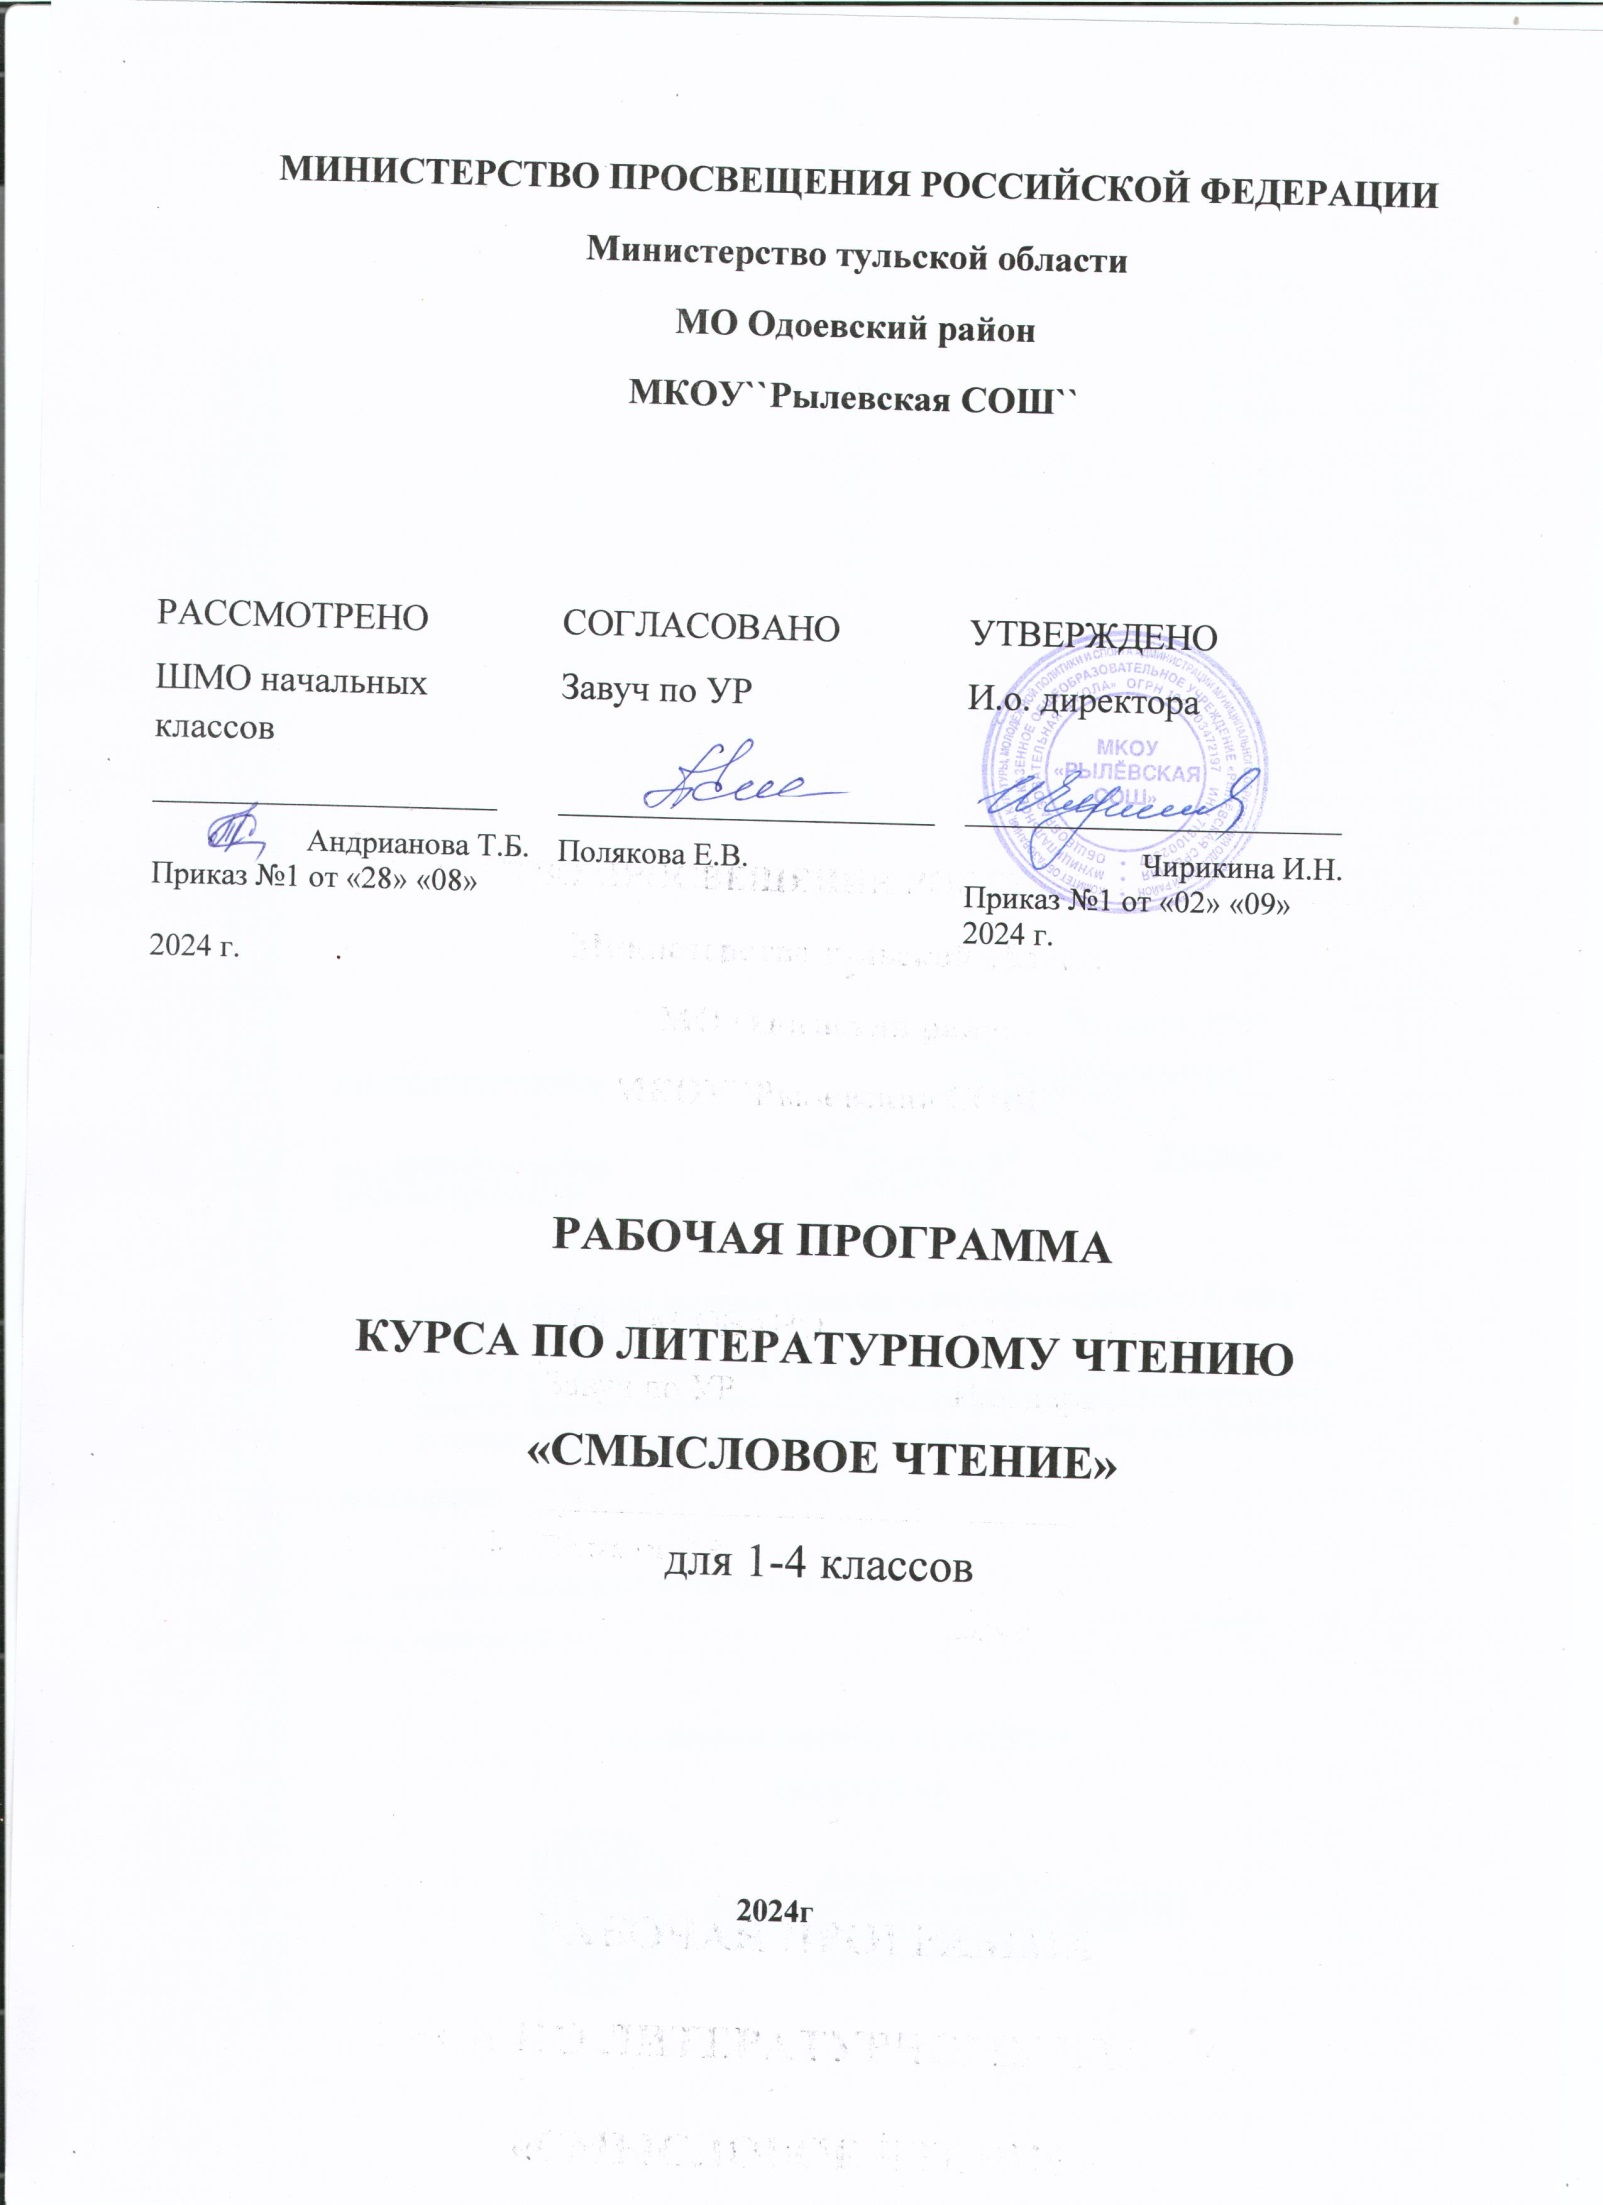 МИНИСТЕРСТВО ПРОСВЕЩЕНИЯ РОССИЙСКОЙ ФЕДЕРАЦИИ
Министерство тульской области
МО Одоевский район
МКОУ``Рылевская СОШ``
РАССМОТРЕНО
ШМО начальных
классов
Андрианова Т.Б.
Приказ №1 от «28» «08»
2024 г.
СОГЛАСОВАНО
Завуч по УР
Полякова Е.В.
УТВЕРЖДЕНО
И.о. директора
МКОУ
«РЫЛЁВСКАЯ
СОШ»
Чирикина И.Н.
Приказ №1 от «02» «09»
2024 г.
РАБОЧАЯ ПРОГРАММА
КУРСА ПО ЛИТЕРАТУРНОМУ ЧТЕНИЮ
«СМЫСЛОВОЕ ЧТЕНИЕ»
для 1-4 классов
2024г